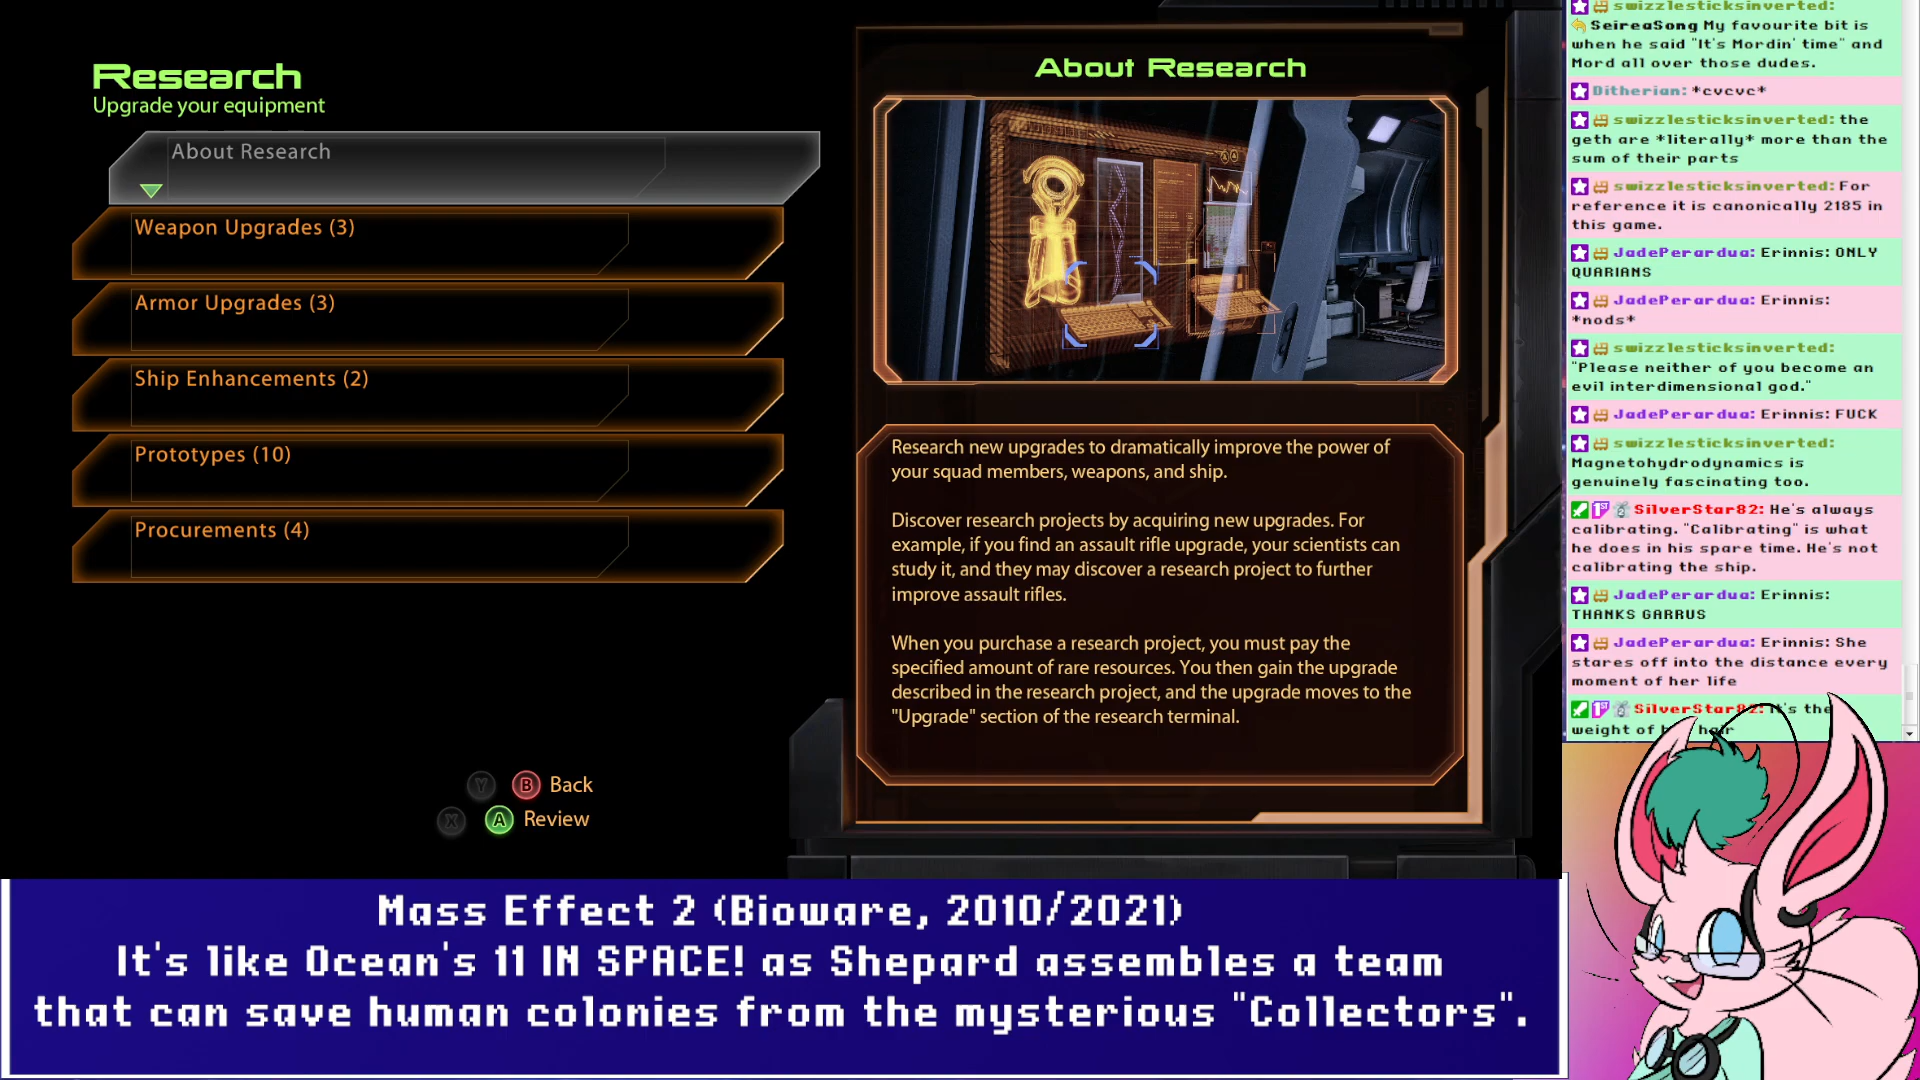 Research
Upgrade your equipment
About Research
Weapon Upgrades (3)
Armor Upgrades (3)
Ship Enhancements (2)
Prototypes (10)
Procurements (4)
Y B Back
X A Review
About Research
Research new upgrades to dramatically improve the power of
your squad members, weapons, and ship.
Discover research projects by acquiring new upgrades. For
example, if you find an assault rifle upgrade, your scientists can
study it, and they may discover a research project to further
improve assault rifles.
When you purchase a research project, you must pay the
specified amount of rare resources. You then gain the upgrade
described in the research project, and the upgrade moves to the
"Upgrade" section of the research terminal.
swizzlesticksinverted:
SeireaSong My favourite bit is
when he said "It's Mordin' time" and
Mord all over those dudes.
Ditherian: *cvcvc*
swizzlesticksinverted: the
geth are *literally* more than the
sum of their parts
swizzlesticksinverted: For
reference it is canonically 2185 in
this game.
JadePerardua: Erinnis: ONLY
QUARIANS
JadePerardua: Erinnis:
*nods*
swizzlesticksinverted:
"Please neither of you become an
evil interdimensional god."
JadePerardua: Erinnis: FUCK
swizzlesticksinverted:
Magnetohydrodynamics is
genuinely fascinating too.
1ST 2 SilverStar82: He's always
calibrating. "Calibrating" is what
he does in his spare time. He's not
calibrating the ship.
JadePerardua: Erinnis:
THANKS GARRUS
JadePerardua: Erinnis: She
stares off into the distance every
moment of her life
1ST 2 SilverStar82: It's the
weight of her hair
Mass Effect 2 (Bioware, 2010/2021)
It's like Ocean's 11 IN SPACE! as Shepard assembles a team
that can save human colonies from the mysterious "Collectors".